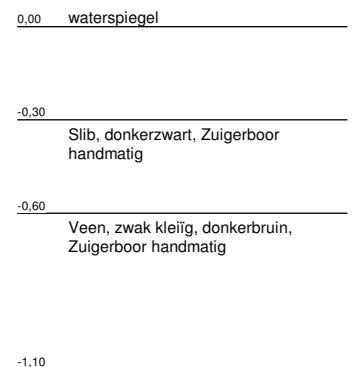 0,00 waterspiegel
-0,30
Slib, donkerzwart, Zuigerboor
handmatig
-0,60
Veen, zwak kleiïg, donkerbruin,
Zuigerboor handmatig
-1,10